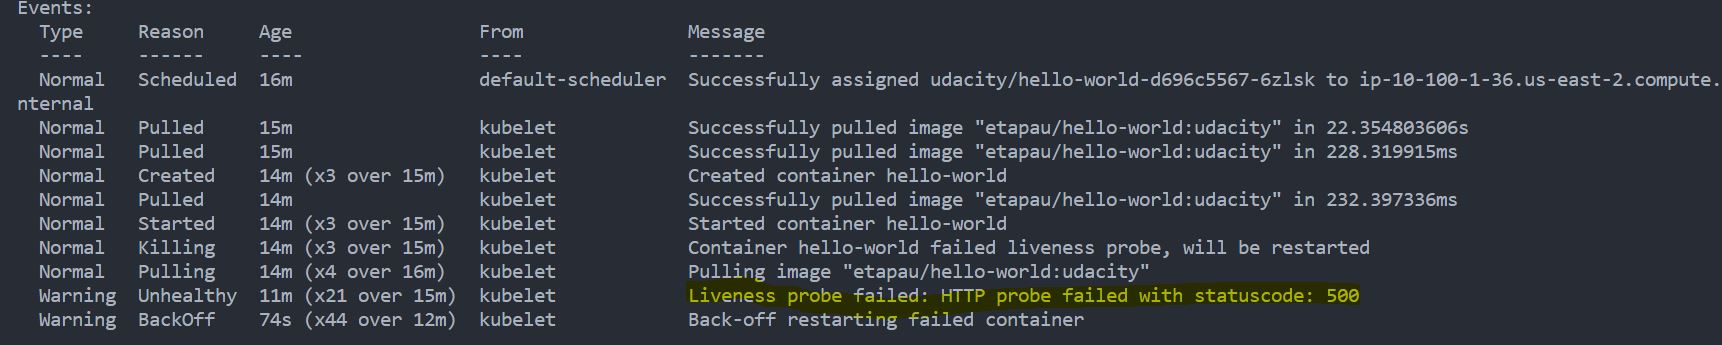 Events:
Type Reason Age From Message
---- ------ ---- ---- -------
Normal Scheduled 16m default-scheduler Successfully assigned udacity/hello-world-d696c5567-6zlsk to ip-10-100-1-36.us-east-2.compute.
nternal
Normal Pulled 15m kubelet Successfully pulled image "etapau/hello-world:udacity" in 22.354803606s
Normal Pulled 15m kubelet Successfully pulled image "etapau/hello-world:udacity" in 228.319915ms
Normal Created 14m (x3 over 15m) kubelet Created container hello-world
Normal Pulled 14m kubelet Successfully pulled image "etapau/hello-world:udacity" in 232.397336ms
Normal Started 14m (x3 over 15m) kubelet Started container hello-world
Normal Killing 14m (x3 over 15m) kubelet Container hello-world failed liveness probe, will be restarted
Normal Pulling 14m (x4 over 16m) kubelet Pulling image "etapau/hello-world:udacity"
Warning Unhealthy 11m (x21 over 15m) kubelet Liveness probe failed: HTTP probe failed with statuscode: 500
Warning BackOff 74s (x44 over 12m) kubelet Back-off restarting failed container